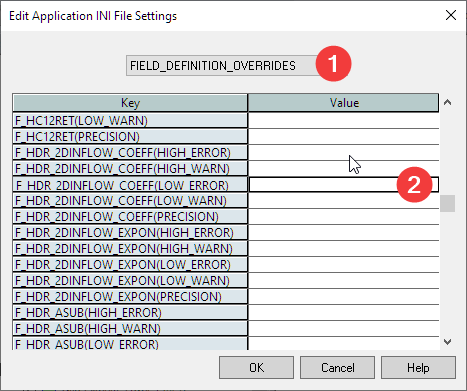 Edit Application INI File Settings
FIELD_DEFINITION_OVERRIDES
1
Key Value
F_HC12RET(LOW_WARN)
F_HC12RET(PRECISION)
F_HDR_2DINFLOW_COEFF(HIGH_ERROR)
F_HDR_2DINFLOW_COEFF(HIGH_WARN)
F_HDR_2DINFLOW_COEFF(LOW_ERROR)
2
F_HDR_2DINFLOW_COEFF(LOW_WARN)
F_HDR_2DINFLOW_COEFF(PRECISION)
F_HDR_2DINFLOW_EXPON(HIGH_ERROR)
F_HDR_2DINFLOW_EXPON(HIGH_WARN)
F_HDR_2DINFLOW_EXPON(LOW_ERROR)
F_HDR_2DINFLOW_EXPON(LOW_WARN)
F_HDR_2DINFLOW_EXPON(PRECISION)
F_HDR_ASUB(HIGH_ERROR)
F_HDR_ASUB(HIGH_WARN)
F_HDR_ASUB(LOW_ERROR)
OK Cancel Help